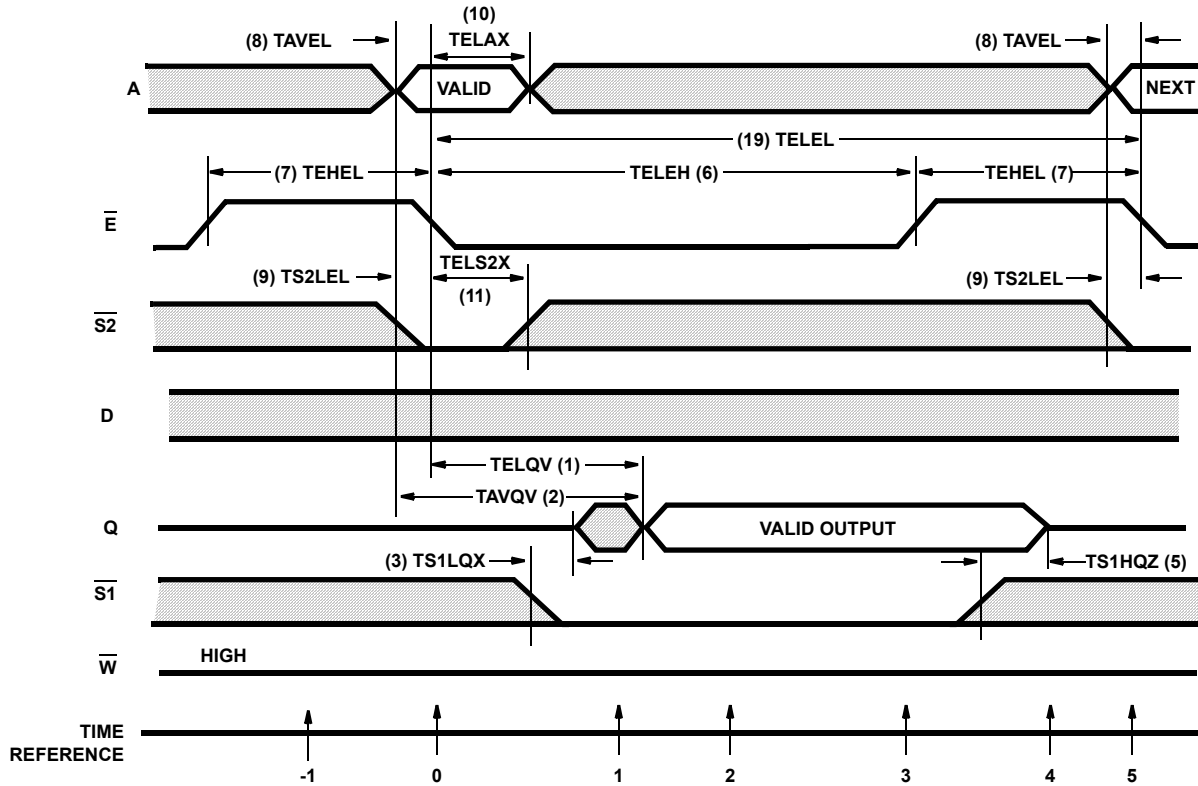 (10)
(8) TAVEL TELAX (8) TAVEL
A VALID NEXT
(19) TELEL
(7) TEHEL TELEH (6) TEHEL (7)
E
TELS2X
(9) TS2LEL (11) (9) TS2LEL
S2
D
TELQV (1)
TAVQV (2)
Q VALID OUTPUT
(3) TS1LQX TS1HQZ (5)
S1
HIGH
W
TIME
REFERENCE
-1 0 1 2 3 4 5